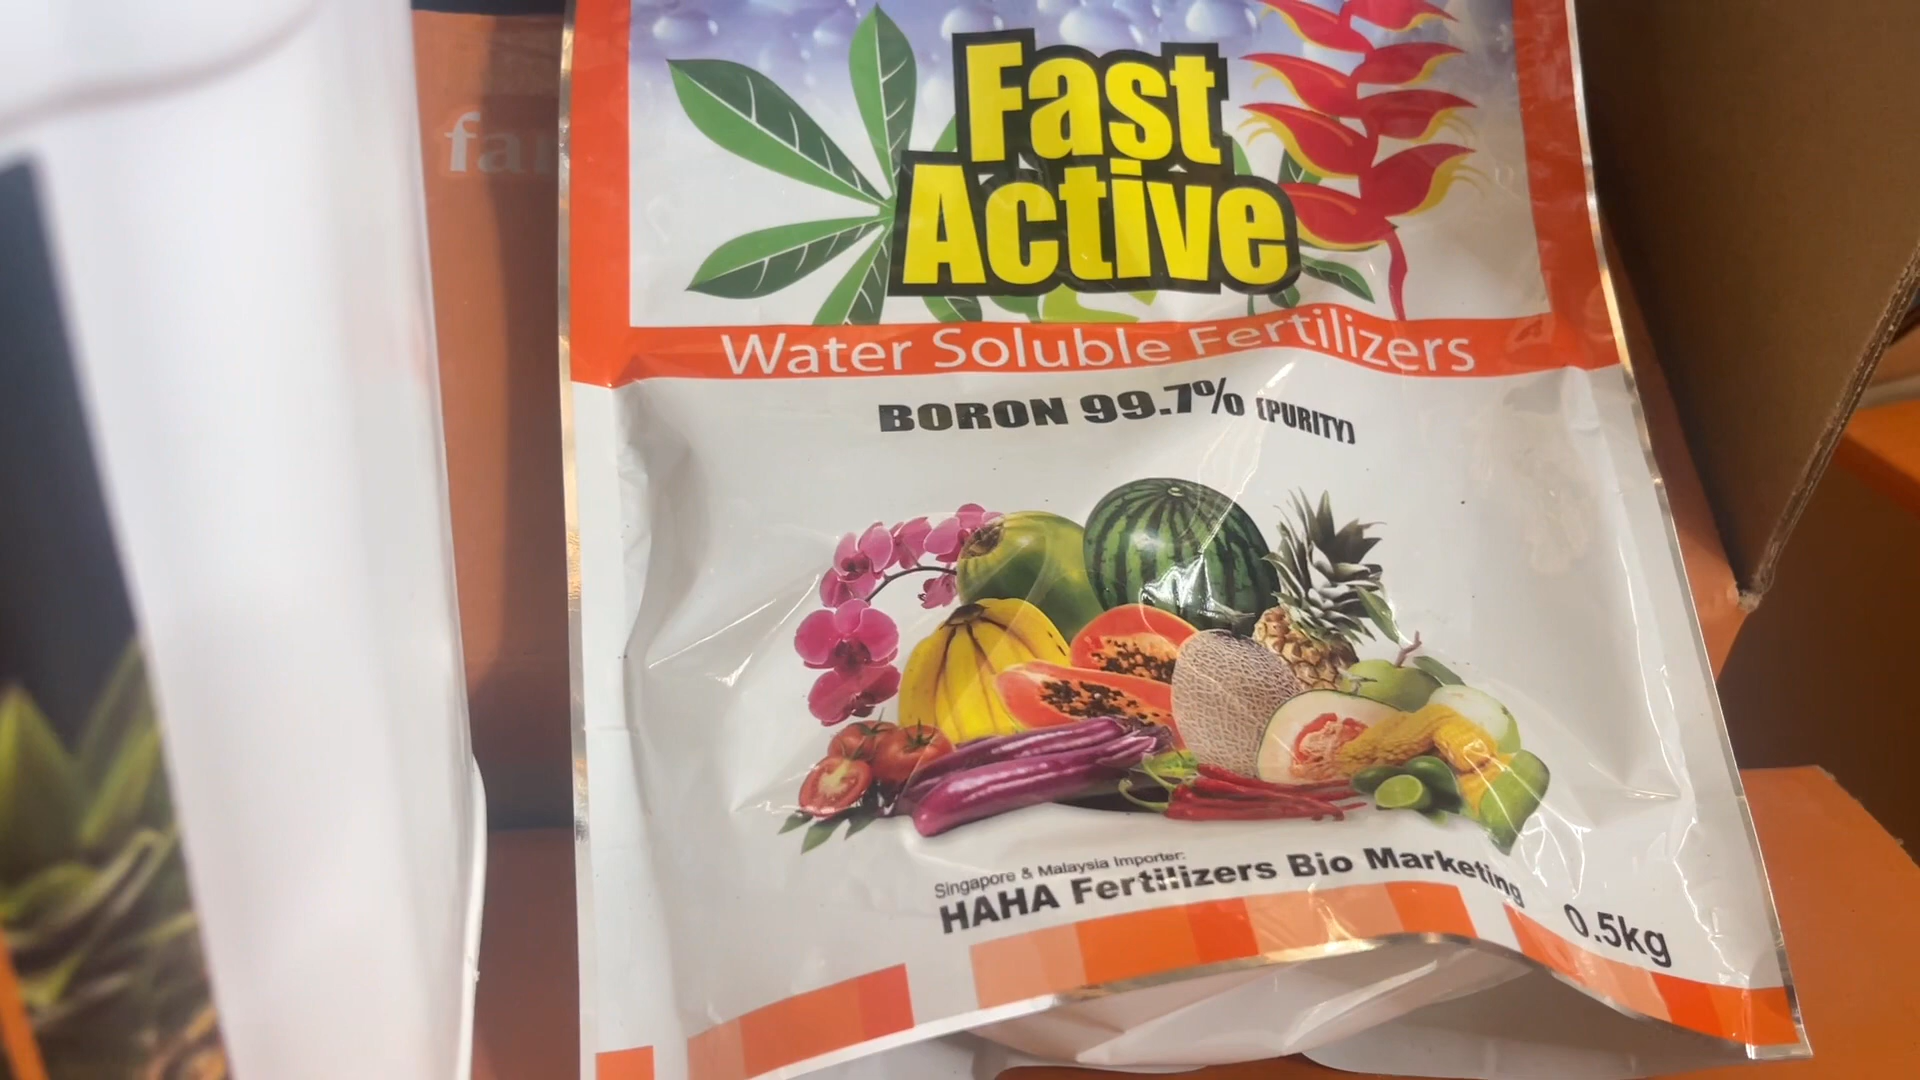 Fast
Active
Water Soluble Fertilizers
BORON 99.7% (PURITY)
Singapore & Malaysia Importer:
HAHA Fertilizers Bio Marketing
0.5kg